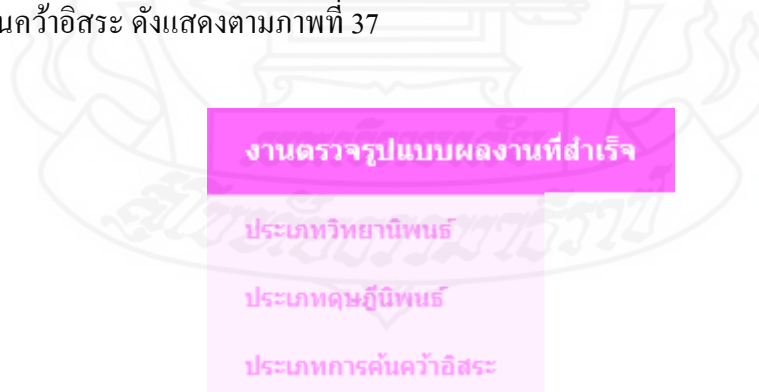 นคว้าอิสระ ดังแสดงตามภาพที่ 37
งานตรวจรูปแบบผลงานที่สำเร็จ
ประเภทวิทยานิพนธ์
ประเภทดุษฎีนิพนธ์
ประเภทการค้นคว้าอิสระ